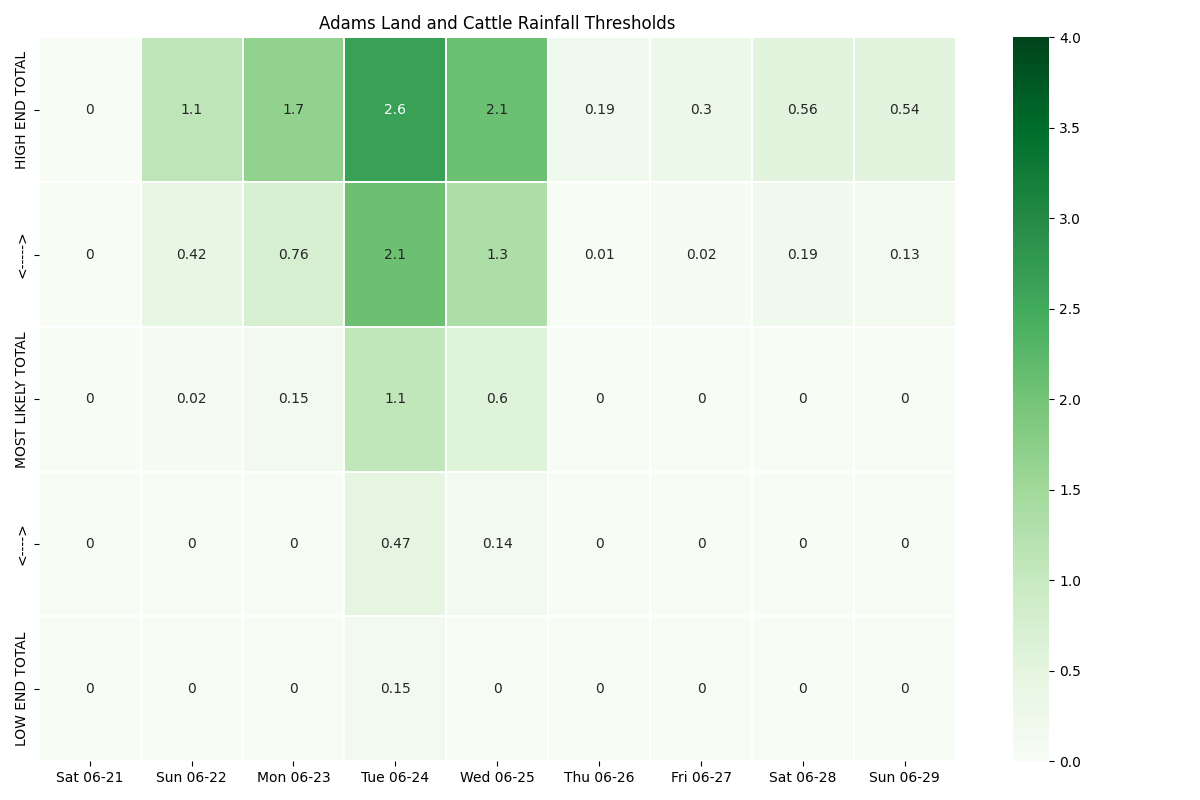 Adams Land and Cattle Rainfall Thresholds
HIGH END TOTAL
0 1.1 1.7 2.6 2.1 0.19 0.3 0.56 0.54
<----->
0 0.42 0.76 2.1 1.3 0.01 0.02 0.19 0.13
MOST LIKELY TOTAL
0 0.02 0.15 1.1 0.6 0 0 0 0
<---->
0 0 0 0.47 0.14 0 0 0 0
LOW END TOTAL
0 0 0 0.15 0 0 0 0 0
Sat 06-21 Sun 06-22 Mon 06-23 Tue 06-24 Wed 06-25 Thu 06-26 Fri 06-27 Sat 06-28 Sun 06-29
4.0
3.5
3.0
2.5
2.0
1.5
1.0
0.5
0.0